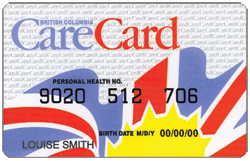 BRITISH COLUMBIA
CareCard
PERSONAL HEALTH NO.
9020 512 706
BIRTH DATE M/D/Y 00/00/00
LOUISE SMITH